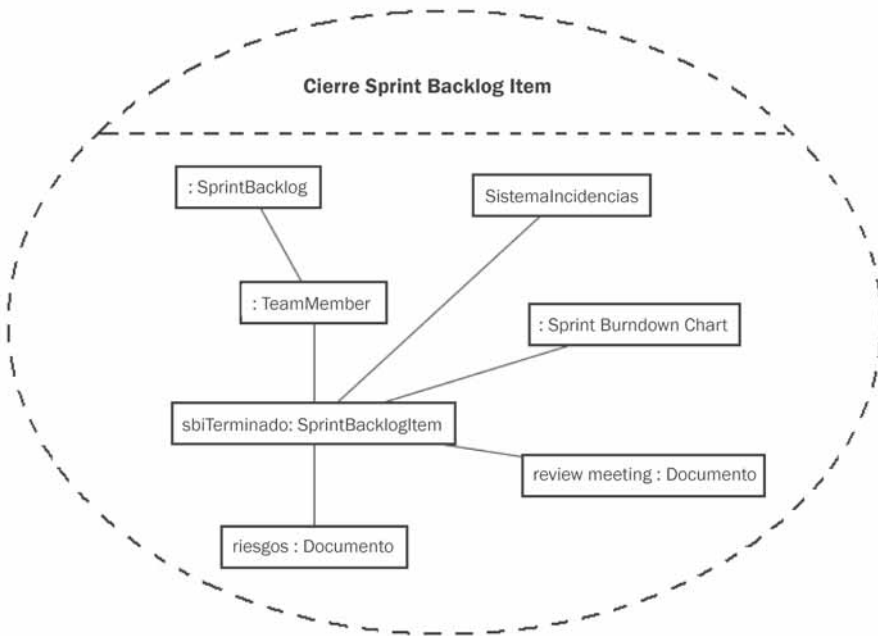 Cierre Sprint Backlog Item
: SprintBacklog
SistemaIncidencias
: TeamMember
: Sprint Burndown Chart
sbiTerminado: SprintBacklogItem
review meeting : Documento
riesgos : Documento